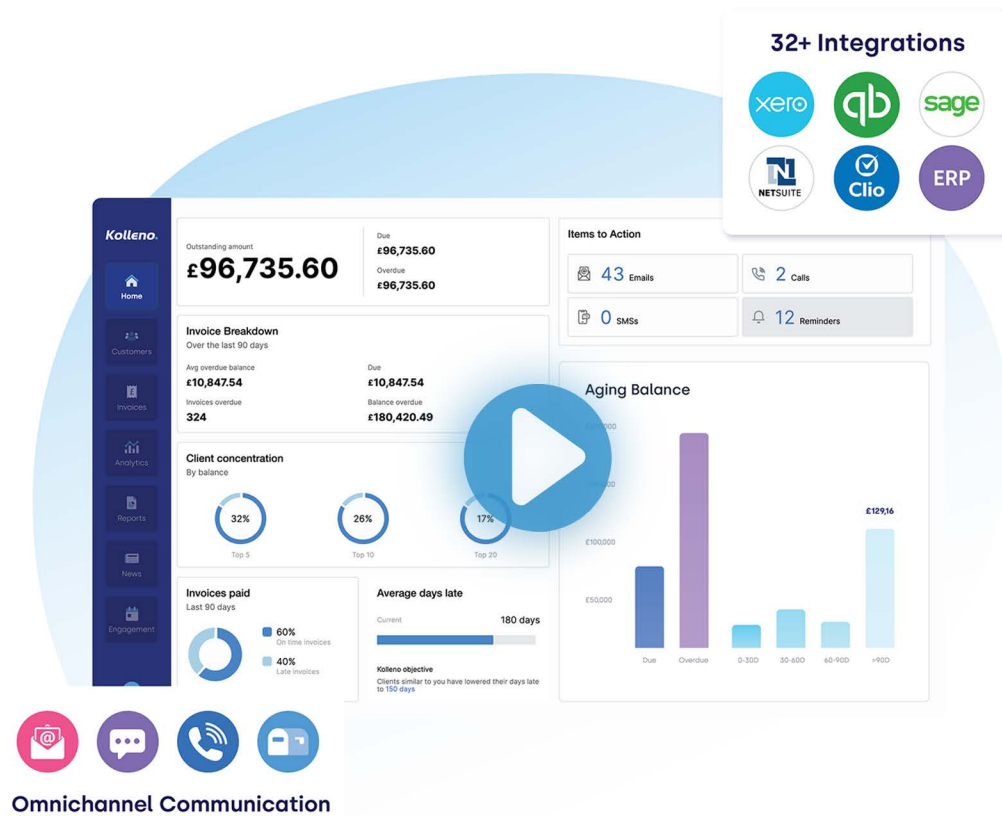 32+ Integrations
xero
qb
sage
N
NETSUITE
Clio
ERP
Kolleno.
Home
Customers
Invoices
Analytics
Reports
News
Engagement
Outstanding amount
£96,735.60
Due
£96,735.60
Overdue
£96,735.60
Invoice Breakdown
Over the last 90 days
Avg overdue balance
£10,847.54
Due
£10,847.54
Invoices overdue
324
Balance overdue
£180,420.49
Client concentration
By balance
32%
26%
17%
Top 5
Top 10
Top 20
Invoices paid
Last 90 days
60%
On time invoices
40%
Late invoices
Average days late
Current
180 days
Kolleno objective
Clients similar to you have lowered their days late
to 150 days
Items to Action
43 Emails
2 Calls
0 SMSs
12 Reminders
Aging Balance
£129,16
£100,000
£50,000
Due
Overdue
0-30D
30-60D
60-90D
>90D
@
Omnichannel Communication